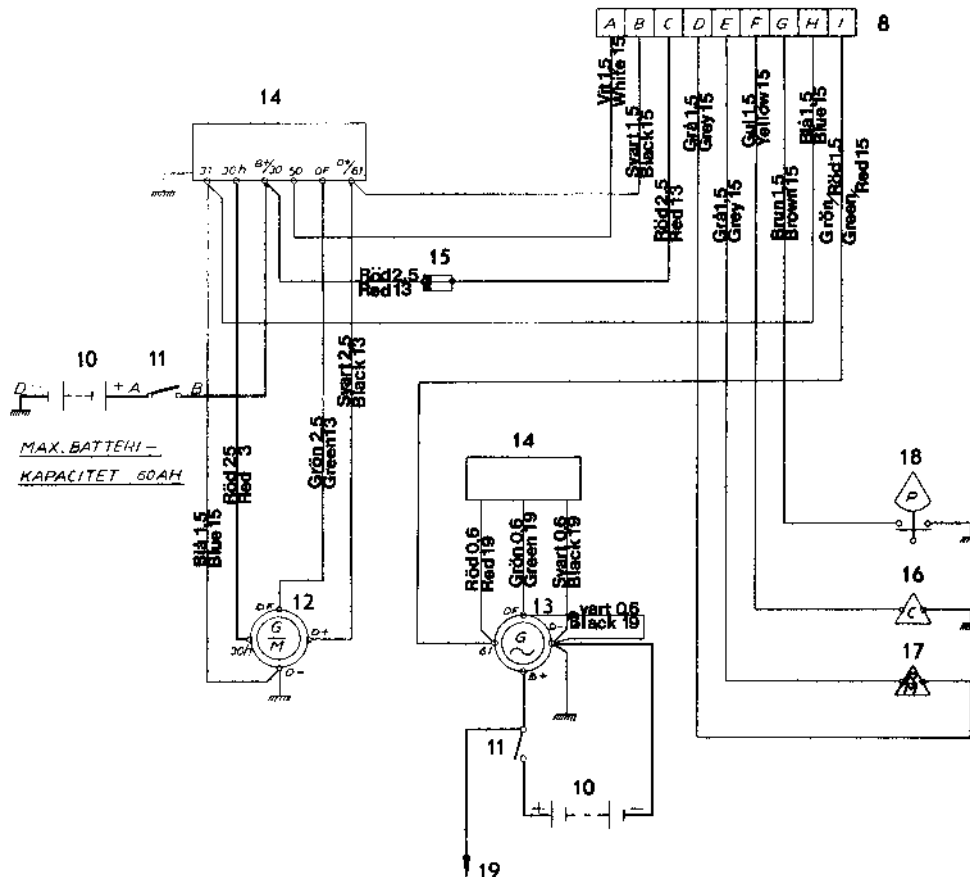 A B C D E F G H I
8
Vit 1,5
White 15
Svart 1,5
Black 15
Röd 2,5
Red 13
Grå 1,5
Grey 15
Grå 1,5
Grey 15
Gul 1,5
Yellow 15
Brun 1,5
Brown 15
Blå 1,5
Blue 15
Grön/Röd 1,5
Green/Red 15
14
31 30h B+/30 50 DF D+/61
15
Röd 2,5
Red 13
Svart 2,5
Black 13
10
11
D - + A B
MAX. BATTERI-
KAPACITET 60AH
Röd 25
Red 3
Grön 2,5
Green 13
Blå 1,5
Blue 15
12
DF
G
M
30h
D+
D-
14
Röd 0,6
Red 19
Grön 0,6
Green 19
Svart 0,6
Black 19
DF
13
D-
vart 0,6
Black 19
61
G
B+
11
10
+ -
19
18
P
16
C
17